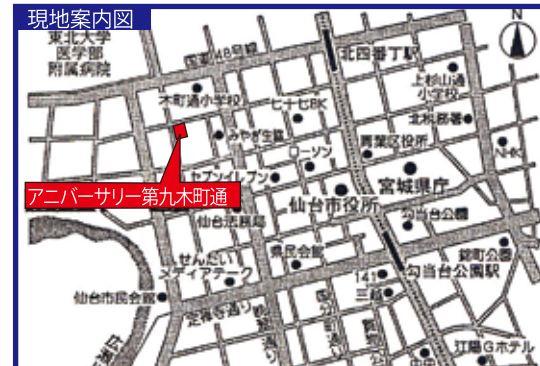 現地案内図
N
東北大学
医学部
附属病院
国道48号線
北四番丁駅
木町通小学校
七十七BK
上杉山通
小学校
北税務署
みやぎ生協
青葉区役所
ローソン
NHK
セブンイレブン
宮城県庁
アニバーサリー第九木町通
仙台市役所
仙台法務局
勾当台公園
県民会館
錦町公園
せんだい
メディアテーク
141
勾当台公園駅
三越
仙台市民会館
定禅寺通り
江陽Gホテル